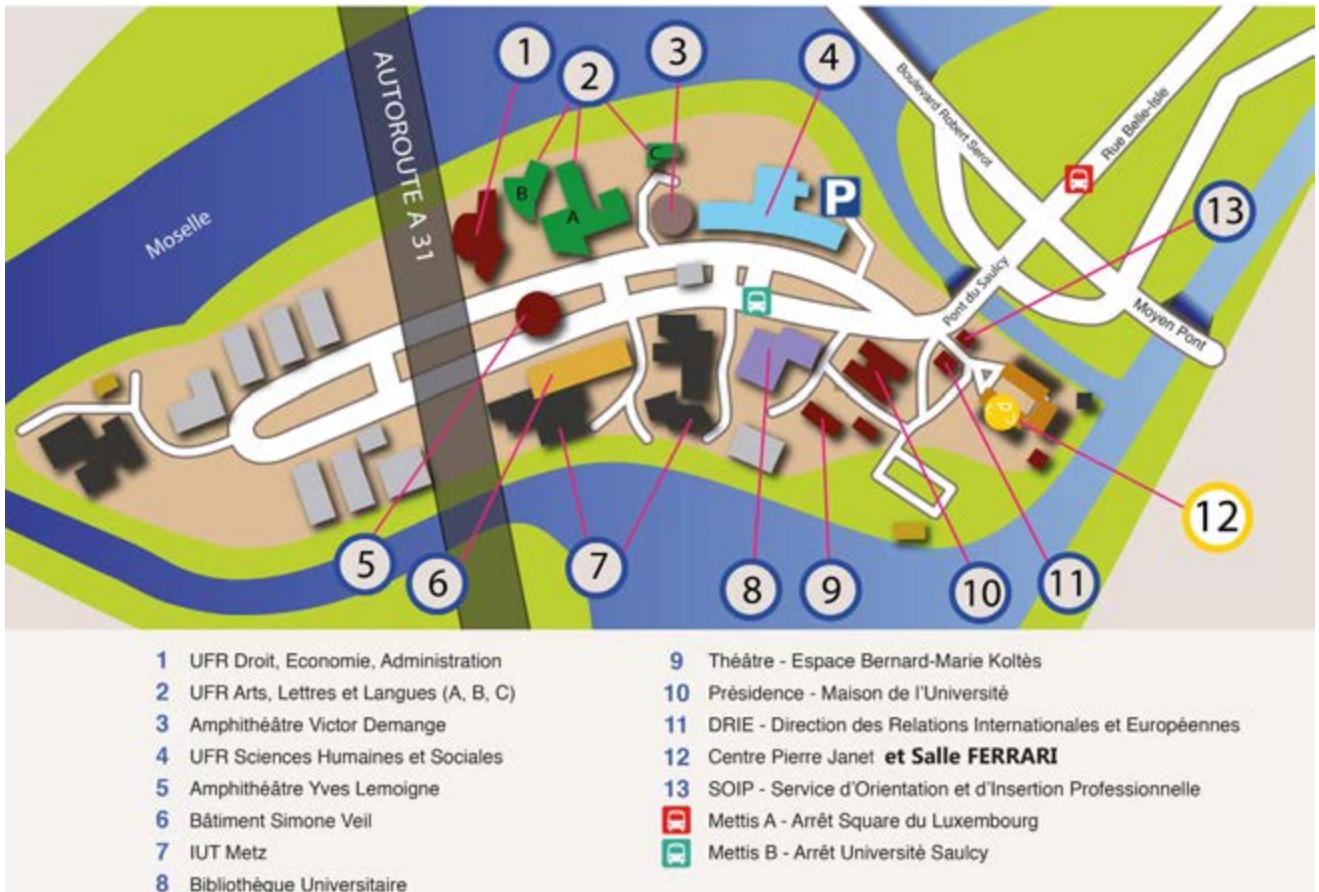 1
2
3
4
AUTOROUTE A 31
Boulevard Robert Serot
Rue Belle-Isle
C
B
A
P
13
Moselle
Pont du Saulcy
Moyen Pont
PJ
12
5
6
7
8
9
10
11
1 UFR Droit, Economie, Administration
2 UFR Arts, Lettres et Langues (A, B, C)
3 Amphithéâtre Victor Demange
4 UFR Sciences Humaines et Sociales
5 Amphithéâtre Yves Lemoigne
6 Bâtiment Simone Veil
7 IUT Metz
8 Bibliothèque Universitaire
9 Théâtre - Espace Bernard-Marie Koltès
10 Présidence - Maison de l'Université
11 DRIE - Direction des Relations Internationales et Européennes
12 Centre Pierre Janet et Salle FERRARI
13 SOIP - Service d'Orientation et d'Insertion Professionnelle
Mettis A - Arrêt Square du Luxembourg
Mettis B - Arrêt Universitè Saulcy